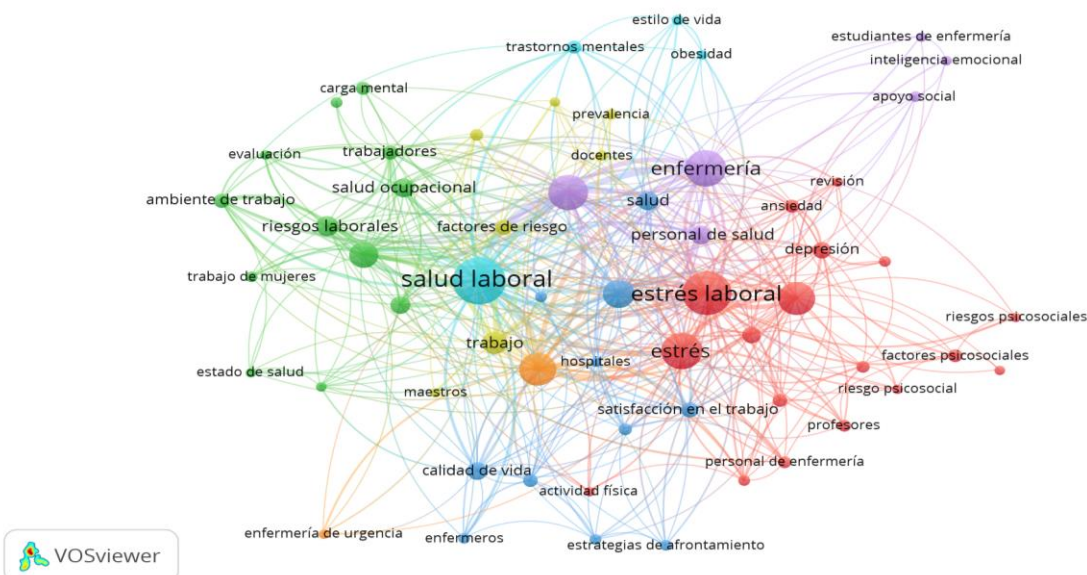 estilo de vida
estudiantes de enfermería
trastornos mentales
obesidad
inteligencia emocional
carga mental
apoyo social
prevalencia
evaluación
trabajadores
docentes
enfermería
revisión
salud ocupacional
ambiente de trabajo
salud
ansiedad
riesgos laborales
factores de riesgo
personal de salud
depresión
trabajo de mujeres
salud laboral
estrés laboral
riesgos psicosociales
trabajo
estrés
hospitales
factores psicosociales
estado de salud
maestros
riesgo psicosocial
satisfacción en el trabajo
profesores
calidad de vida
personal de enfermería
actividad física
enfermería de urgencia
enfermeros
estrategias de afrontamiento
VOSviewer